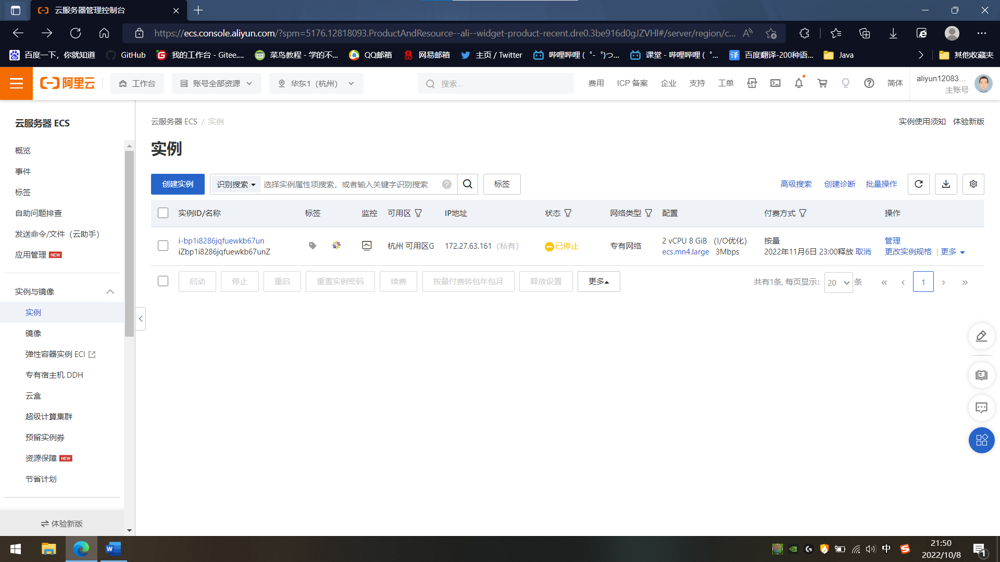 云服务器管理控制台
https://ecs.console.aliyun.com/?spm=5176.12818093.ProductAndResource--ali--widget-product-recent.dre0.3be916d0gJZVHl#/server/region/c...
百度一下，你就知道
GitHub
我的工作台 - Gitee....
菜鸟教程 - 学的不...
QQ邮箱
网易邮箱
主页 / Twitter
哔哩哔哩 ( ゜- ゜)つ...
课堂 - 哔哩哔哩 ( ゜...
译 百度翻译-200种语...
Java
其他收藏夹
阿里云
工作台
账号全部资源
华东1（杭州）
搜索...
费用
ICP 备案
企业
支持
工单
APP
简体
aliyun12083...
主账号
云服务器 ECS
概览
事件
标签
自助问题排查
发送命令/文件（云助手）
应用管理 NEW
实例与镜像
实例
镜像
弹性容器实例 ECI
专有宿主机 DDH
云盒
超级计算集群
预留实例券
资源保障 NEW
节省计划
体验新版
云服务器 ECS / 实例
实例使用须知 体验新版
实例
创建实例
识别搜索
选择实例属性项搜索，或者输入关键字识别搜索
标签
高级搜索 创建诊断 批量操作
实例ID/名称 标签 监控 可用区 IP地址 状态 网络类型 配置 付费方式 操作
i-bp1i8286jqfuewkb67un
iZbp1i8286jqfuewkb67unZ
杭州 可用区G
172.27.63.161（私有）
已停止
专有网络
2 vCPU 8 GiB （I/O优化）
ecs.mn4.large 3Mbps
按量
2022年11月6日 23:00释放 取消
管理
更改实例规格 | 更多
启动 停止 重启 重置实例密码 续费 按量付费转包年包月 释放设置 更多
共有1条, 每页显示: 20 条 « ‹ 1 › »
中
21:50
2022/10/8
1